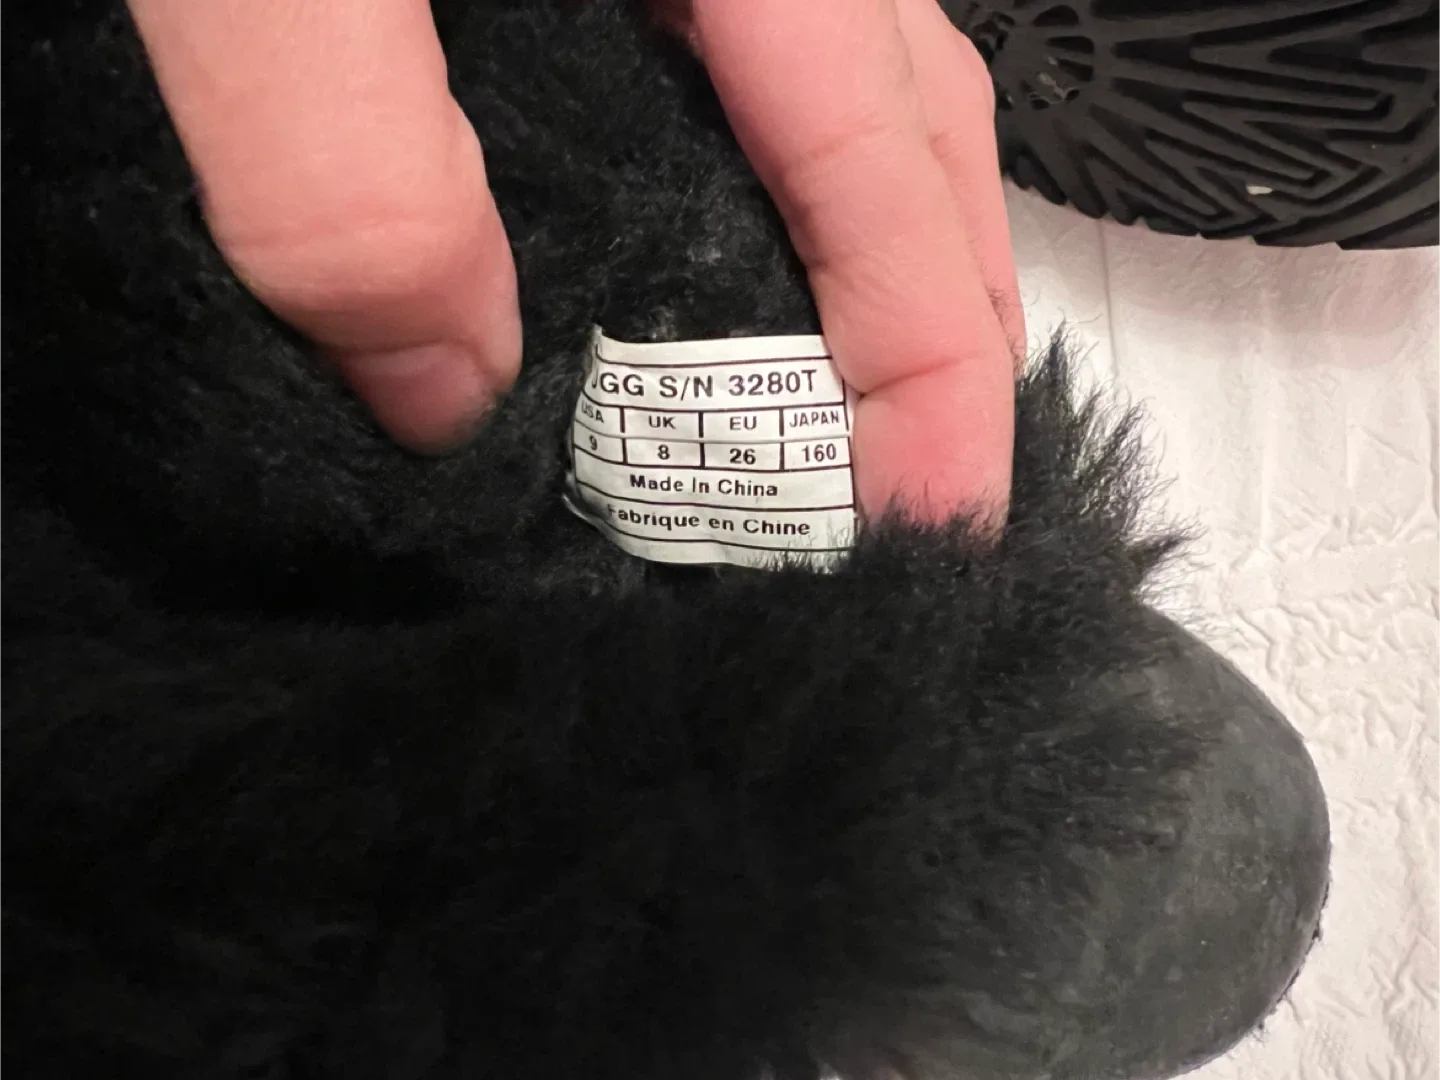 UGG S/N 3280T
USA UK EU JAPAN
9 8 26 160
Made In China
Fabrique en Chine